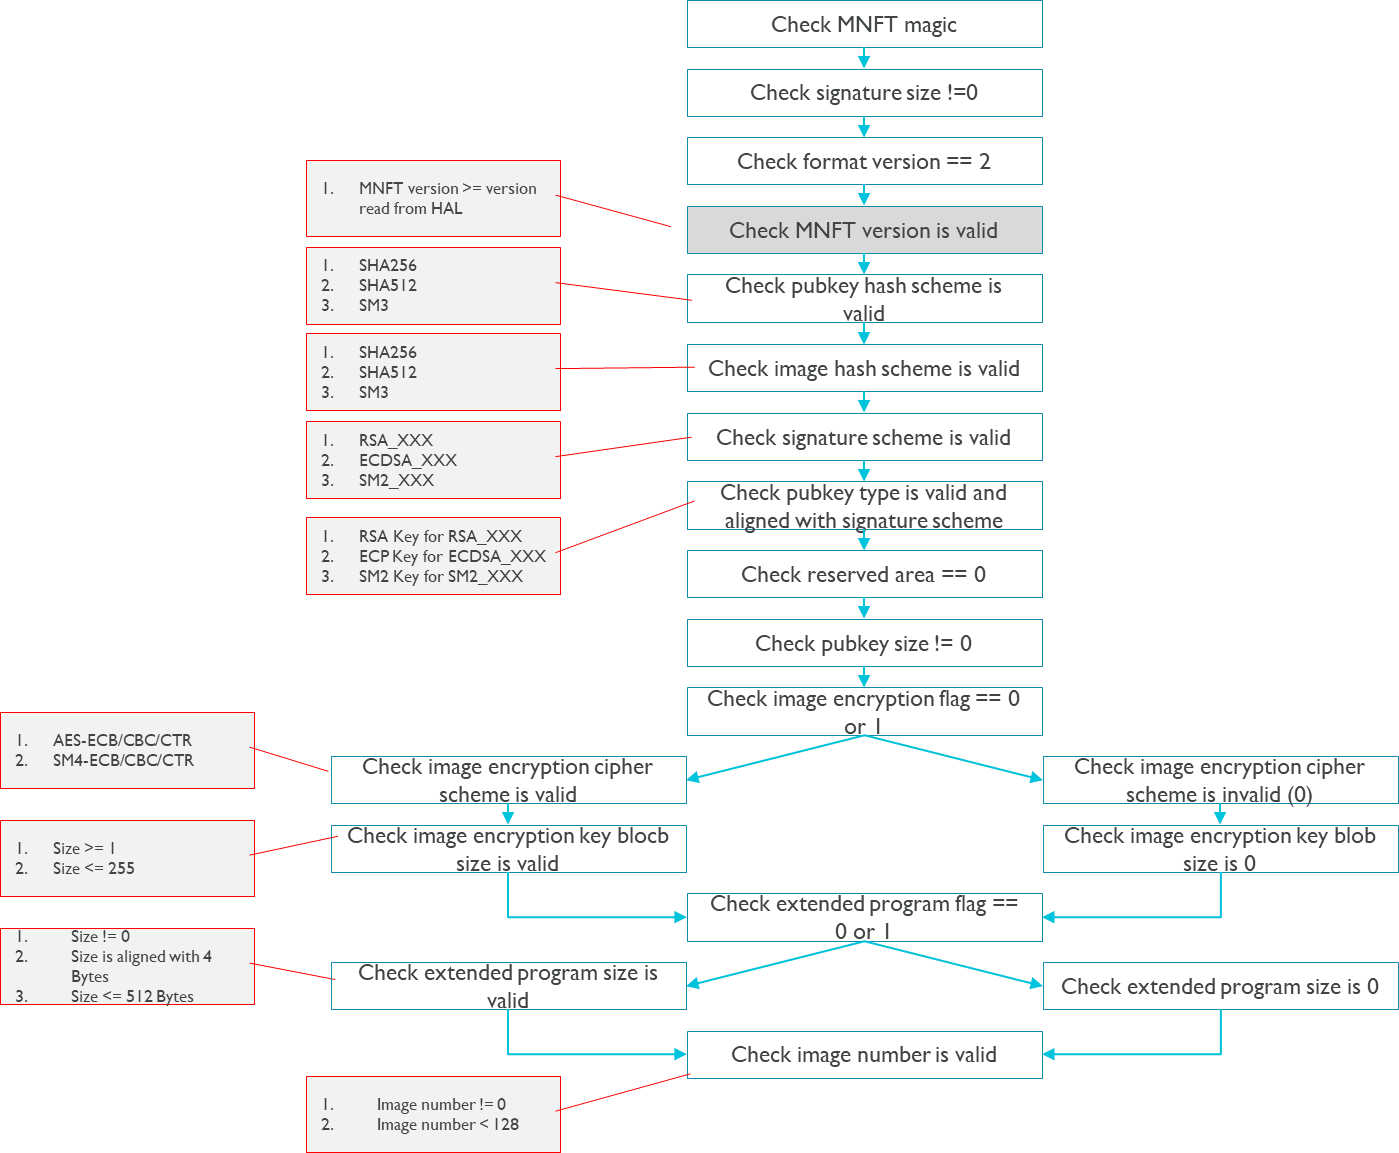 Check MNFT magic
Check signature size !=0
Check format version == 2
1. MNFT version >= version
read from HAL
Check MNFT version is valid
1. SHA256
2. SHA512
3. SM3
Check pubkey hash scheme is
valid
1. SHA256
2. SHA512
3. SM3
Check image hash scheme is valid
1. RSA_XXX
2. ECDSA_XXX
3. SM2_XXX
Check signature scheme is valid
Check pubkey type is valid and
aligned with signature scheme
1. RSA Key for RSA_XXX
2. ECP Key for ECDSA_XXX
3. SM2 Key for SM2_XXX
Check reserved area == 0
Check pubkey size != 0
Check image encryption flag == 0
or 1
1. AES-ECB/CBC/CTR
2. SM4-ECB/CBC/CTR
Check image encryption cipher
scheme is valid
Check image encryption cipher
scheme is invalid (0)
1. Size >= 1
2. Size <= 255
Check image encryption key blocb
size is valid
Check image encryption key blob
size is 0
Check extended program flag ==
0 or 1
1. Size != 0
2. Size is aligned with 4
Bytes
3. Size <= 512 Bytes
Check extended program size is
valid
Check extended program size is 0
Check image number is valid
1. Image number != 0
2. Image number < 128